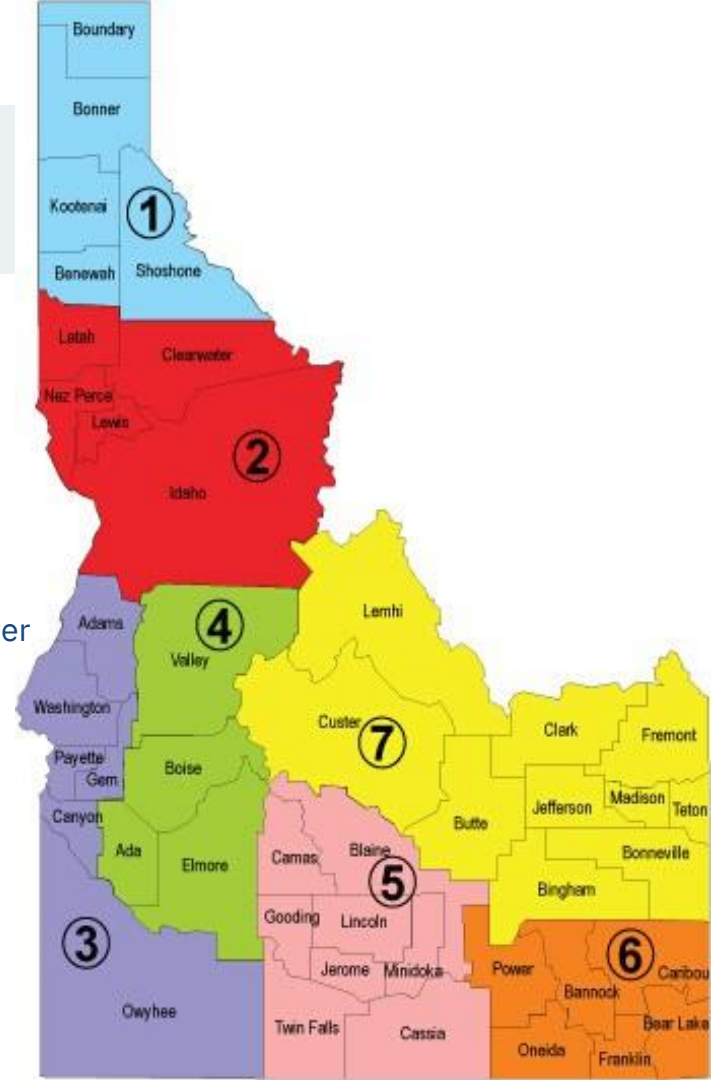 Boundary
Bonner
Kootenai
1
Benewah
Shoshone
Latah
Clearwater
Nez Perce
Lewis
2
Idaho
Lemhi
er
Adams
4
Valley
Washington
Custer
7
Clark
Fremont
Payette
Boise
Gem
Canyon
Jefferson
Madison
Teton
Butte
Ada
Elmore
Camas
Blaine
Bonneville
5
Bingham
Gooding
Lincoln
3
6
Jerome
Minidoka
Power
Caribou
Bannock
Owyhee
Twin Falls
Cassia
Bear Lake
Oneida
Franklin